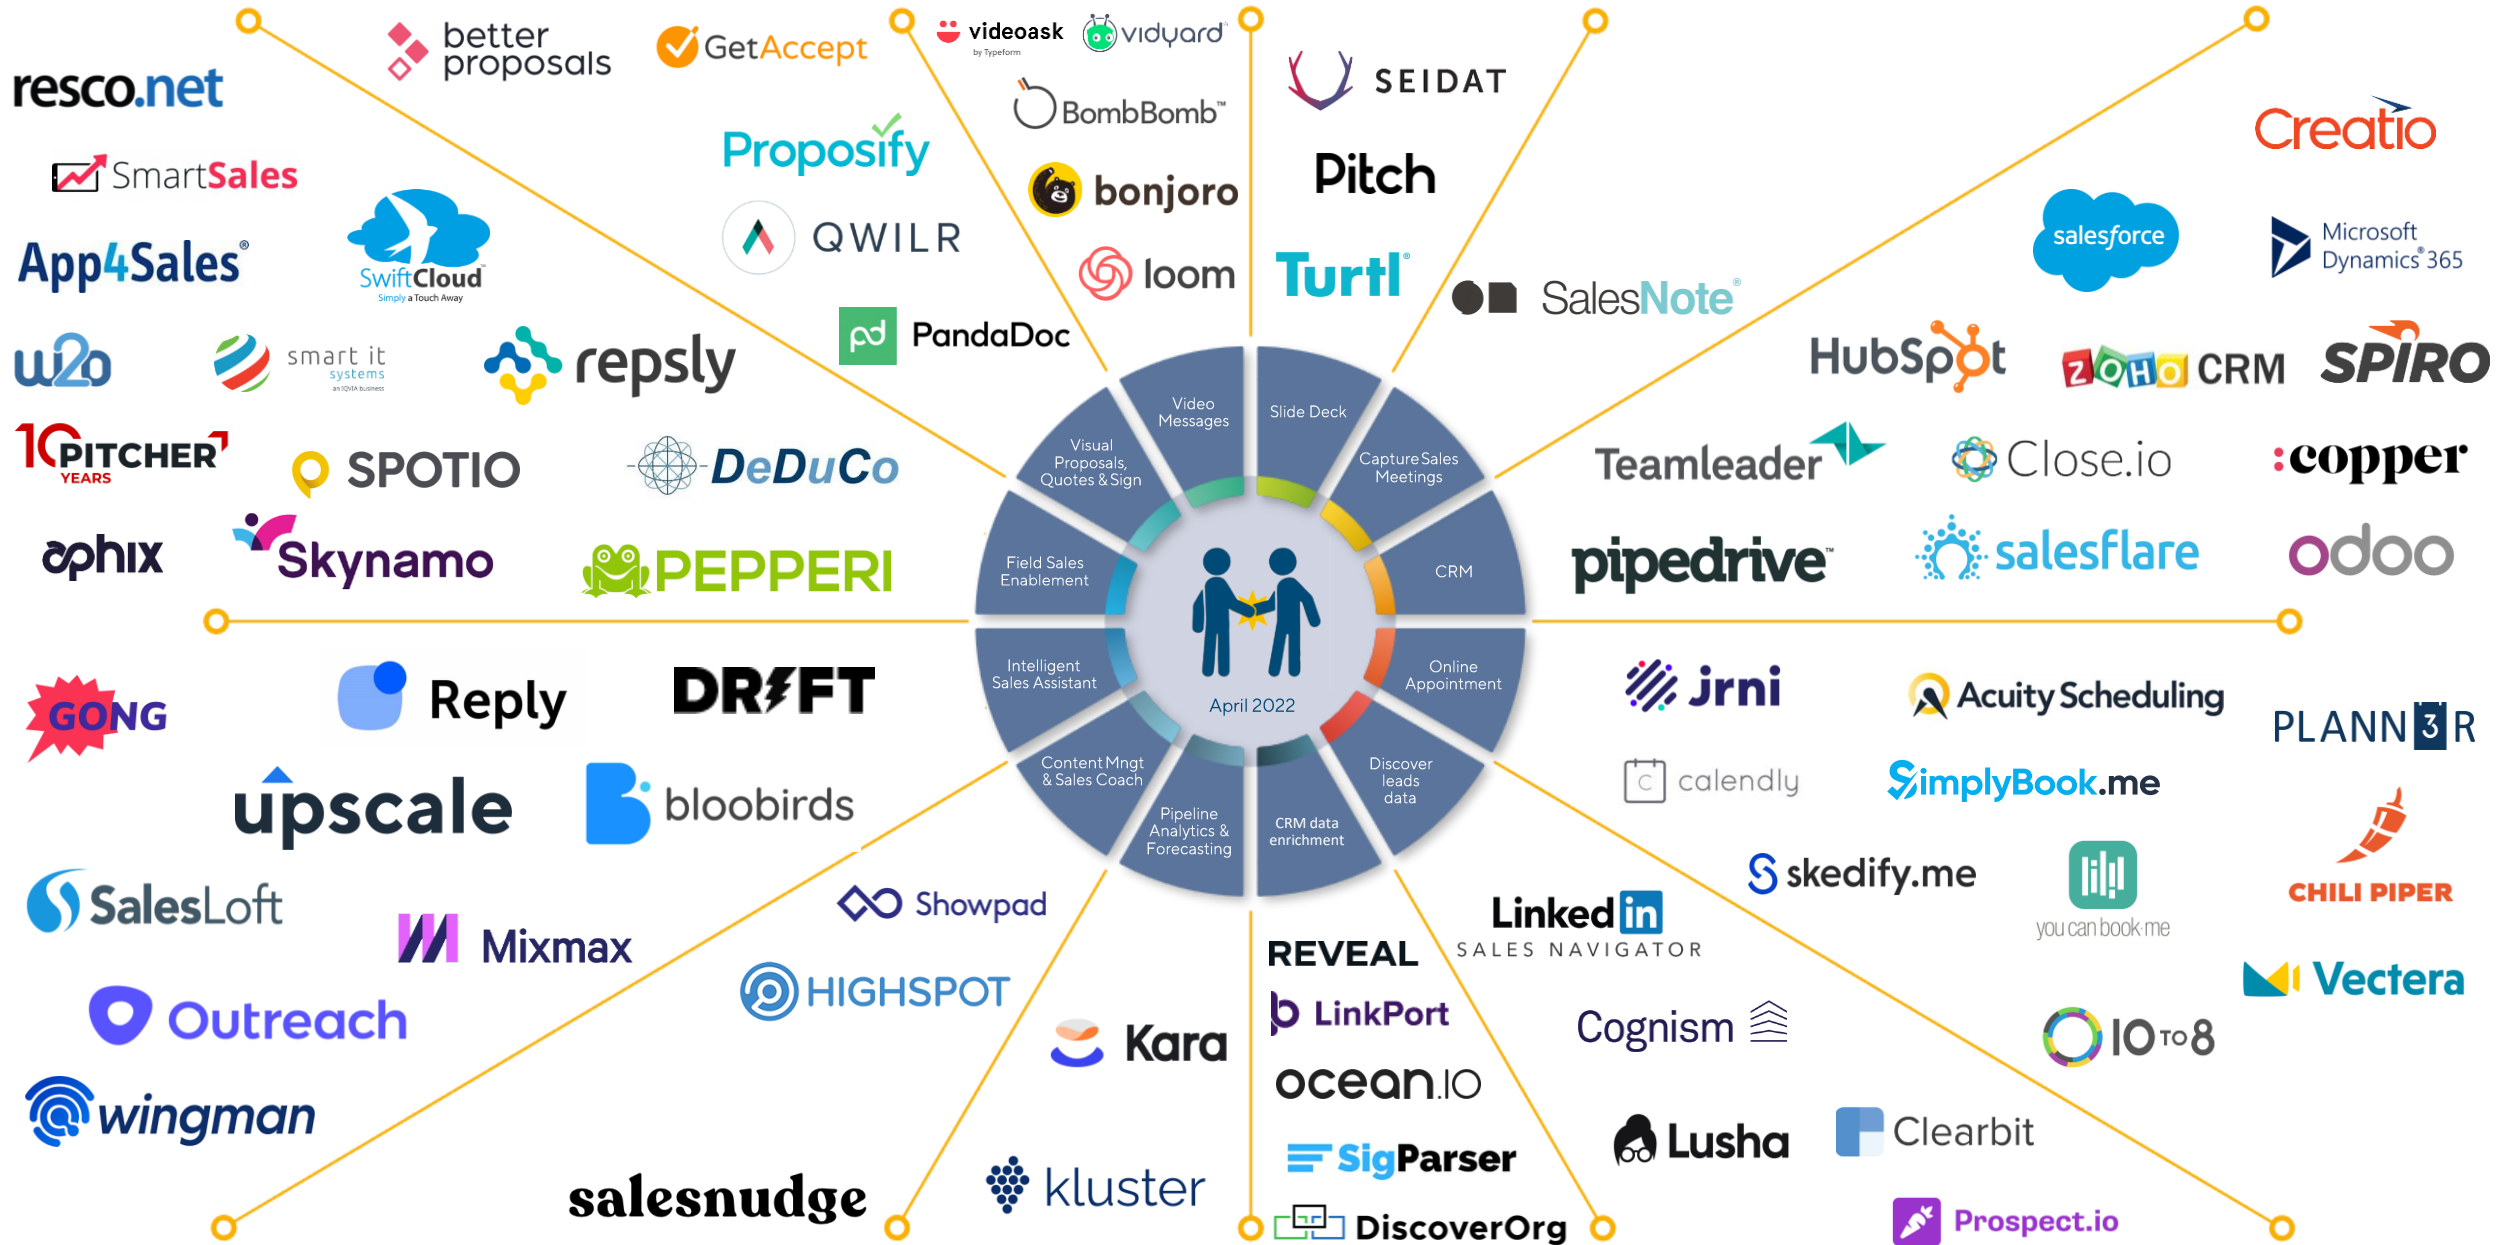 resco.net
SmartSales
App4Sales®
SwiftCloud™
Simply a Touch Away
w2o
smart it
systems
an IQVIA business
repsly
10
PITCHER
YEARS
SPOTIO
DeDuCo
aphix
Skynamo
PEPPERI
better
proposals
GetAccept
Proposify
QWILR
pd
PandaDoc
videoask
by Typeform
vidyard
BombBomb™
bonjoro
loom
SEIDAT
Pitch
Turtl®
SalesNote®
Creatio
salesforce
Microsoft
Dynamics® 365
HubSpot
ZOHO CRM
SPIRO
Teamleader
Close.io
:copper
pipedrive™
salesflare
odoo
Video
Messages
Slide Deck
Visual
Proposals,
Quotes & Sign
Capture Sales
Meetings
Field Sales
Enablement
CRM
Intelligent
Sales Assistant
Online
Appointment
Content Mngt
& Sales Coach
Discover
leads
data
Pipeline
Analytics &
Forecasting
CRM data
enrichment
April 2022
GONG
Reply
DRIFT
upscale
bloobirds
SalesLoft
Mixmax
Outreach
wingman
Showpad
HIGHSPOT
salesnudge
Kara
kluster
REVEAL
LinkPort
ocean.io
SigParser
DiscoverOrg
Linked in
SALES NAVIGATOR
Cognism
Lusha
Clearbit
Prospect.io
jrni
Acuity Scheduling
PLANN3R
C
calendly
SimplyBook.me
skedify.me
you can book·me
CHILI PIPER
Vectera
10 TO 8